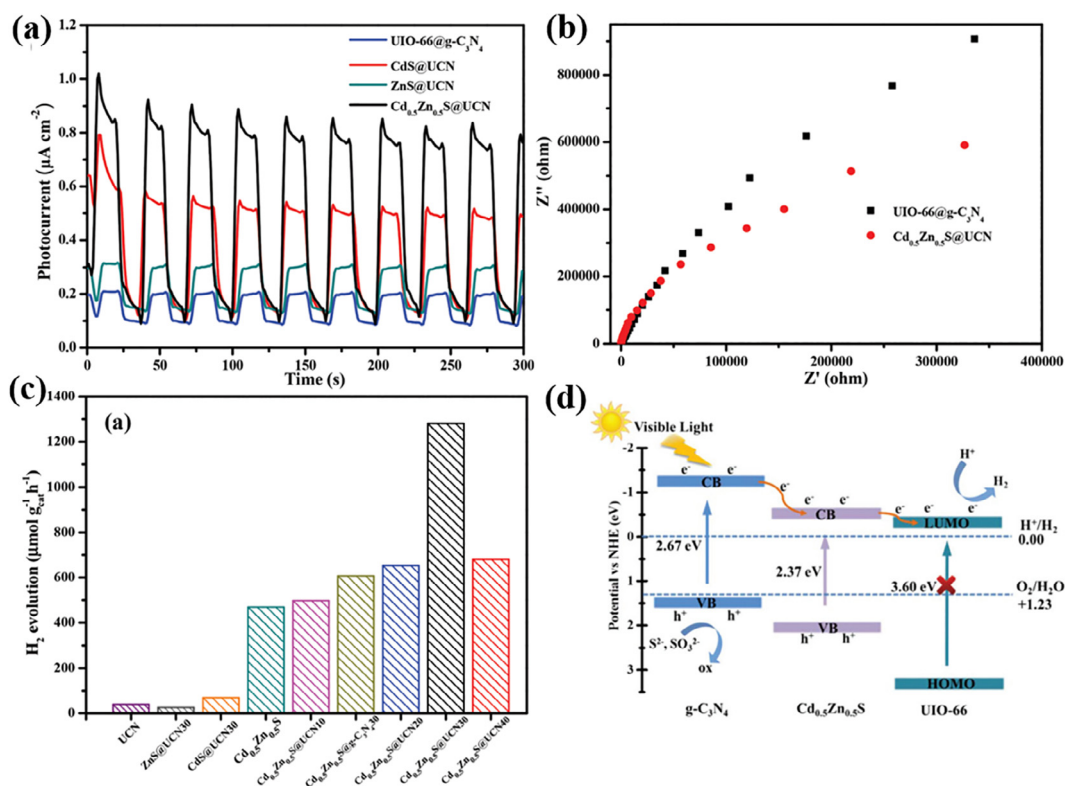 (a)
UIO-66@g-C₃N₄
CdS@UCN
ZnS@UCN
Cd₀.₅Zn₀.₅S@UCN
Photocurrent (μA cm⁻²)
1.2
1.0
0.8
0.6
0.4
0.2
0.0
0 50 100 150 200 250 300
Time (s)
(b)
Z'' (ohm)
800000
600000
400000
200000
0
UIO-66@g-C₃N₄
Cd₀.₅Zn₀.₅S@UCN
0 100000 200000 300000 400000
Z' (ohm)
(c)
(a)
H₂ evolution (μmol g⁻¹cat h⁻¹)
1400
1200
1000
800
600
400
200
0
UCN
ZnS@UCN30
CdS@UCN30
Cd₀.₅Zn₀.₅S
Cd₀.₅Zn₀.₅S@UCN10
Cd₀.₅Zn₀.₅S@g-C₃N₄30
Cd₀.₅Zn₀.₅S@UCN20
Cd₀.₅Zn₀.₅S@UCN30
Cd₀.₅Zn₀.₅S@UCN40
(d)
Visible Light
Potential vs NHE (eV)
-2
-1
0
1
2
3
e⁻ e⁻
CB
e⁻
e⁻ e⁻
CB
e⁻
e⁻ e⁻
LUMO
H⁺
H₂
H⁺/H₂
0.00
2.67 eV
2.37 eV
3.60 eV
O₂/H₂O
+1.23
VB
h⁺ h⁺
S²⁻, SO₃²⁻
ox
VB
h⁺ h⁺
HOMO
g-C₃N₄
Cd₀.₅Zn₀.₅S
UIO-66